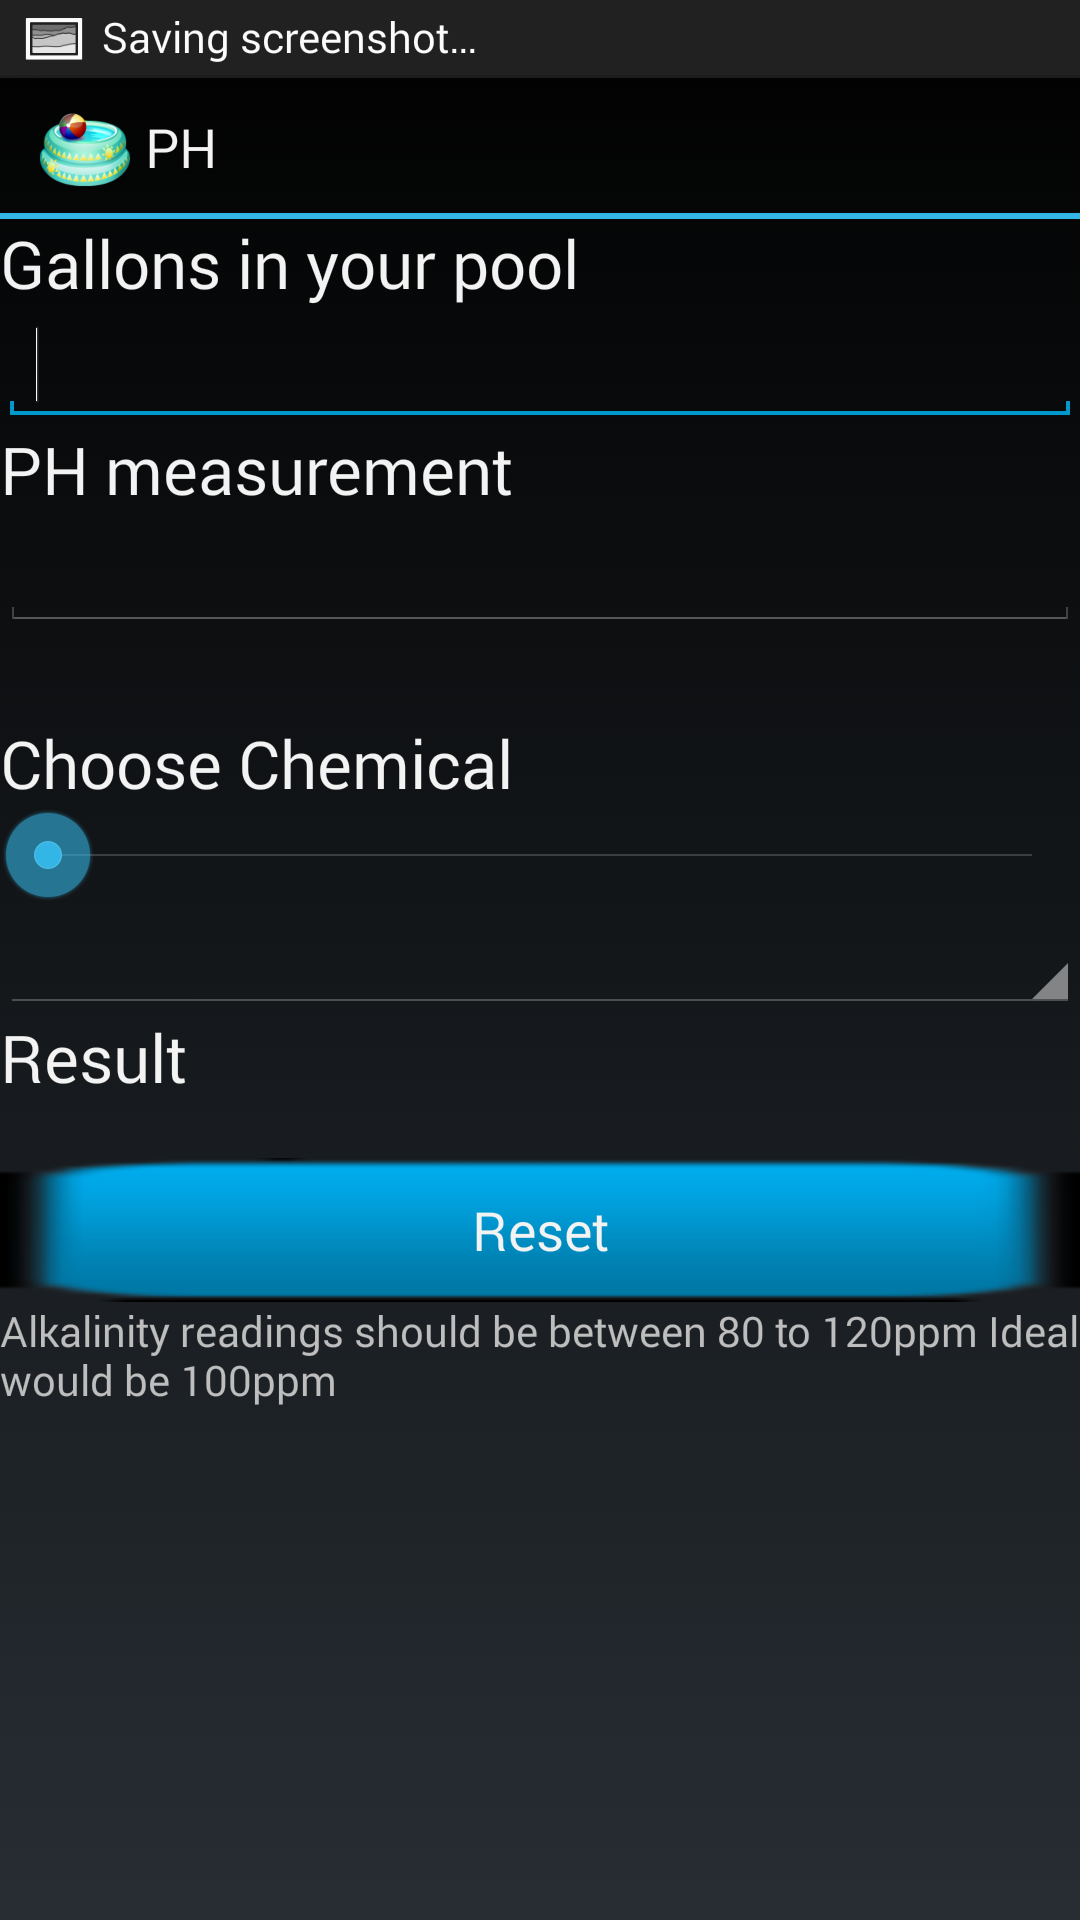 Saving screenshot...
PH
Gallons in your pool
PH measurement
Choose Chemical
Result
Reset
Alkalinity readings should be between 80 to 120ppm Ideal
would be 100ppm